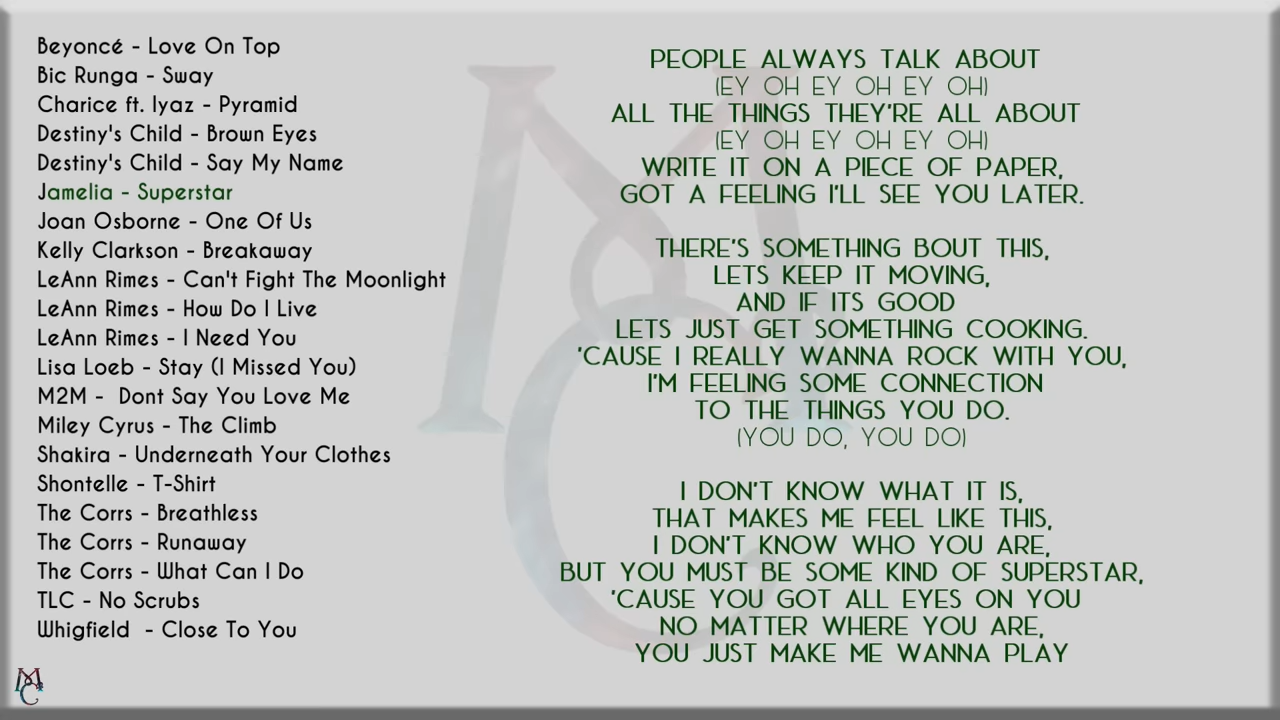 Beyoncé - Love On Top
Bic Runga - Sway
Charice ft. Iyaz - Pyramid
Destiny's Child - Brown Eyes
Destiny's Child - Say My Name
Jamelia - Superstar
Joan Osborne - One Of Us
Kelly Clarkson - Breakaway
LeAnn Rimes - Can't Fight The Moonlight
LeAnn Rimes - How Do I Live
LeAnn Rimes - I Need You
Lisa Loeb - Stay (I Missed You)
M2M -  Dont Say You Love Me
Miley Cyrus - The Climb
Shakira - Underneath Your Clothes
Shontelle - T-Shirt
The Corrs - Breathless
The Corrs - Runaway
The Corrs - What Can I Do
TLC - No Scrubs
Whigfield  - Close To You
MC
PEOPLE ALWAYS TALK ABOUT
(EY OH EY OH EY OH)
ALL THE THINGS THEY'RE ALL ABOUT
(EY OH EY OH EY OH)
WRITE IT ON A PIECE OF PAPER,
GOT A FEELING I'LL SEE YOU LATER.
THERE'S SOMETHING BOUT THIS,
LETS KEEP IT MOVING,
AND IF ITS GOOD
LETS JUST GET SOMETHING COOKING.
'CAUSE I REALLY WANNA ROCK WITH YOU,
I'M FEELING SOME CONNECTION
TO THE THINGS YOU DO.
(YOU DO, YOU DO)
I DON'T KNOW WHAT IT IS,
THAT MAKES ME FEEL LIKE THIS,
I DON'T KNOW WHO YOU ARE,
BUT YOU MUST BE SOME KIND OF SUPERSTAR,
'CAUSE YOU GOT ALL EYES ON YOU
NO MATTER WHERE YOU ARE,
YOU JUST MAKE ME WANNA PLAY